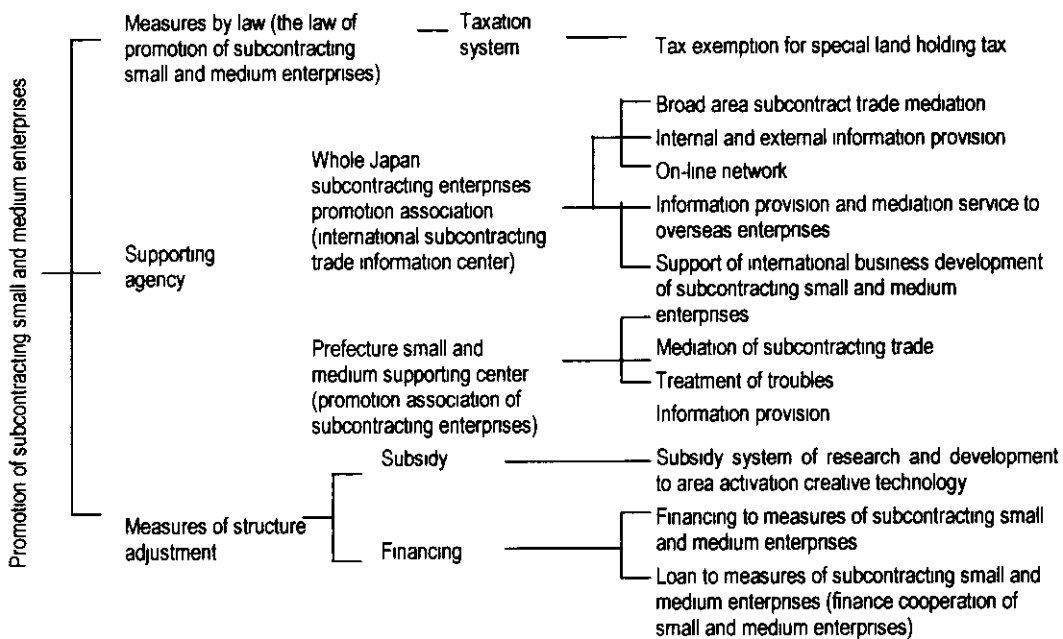 Promotion of subcontracting small and medium enterprises
Measures by law (the law of
promotion of subcontracting
small and medium enterprises)
Taxation
system
Tax exemption for special land holding tax
Supporting
agency
Whole Japan
subcontracting enterprises
promotion association
(international subcontracting
trade information center)
Broad area subcontract trade mediation
Internal and external information provision
On-line network
Information provision and mediation service to
overseas enterprises
Support of international business development
of subcontracting small and medium
enterprises
Prefecture small and
medium supporting center
(promotion association of
subcontracting enterprises)
Mediation of subcontracting trade
Treatment of troubles
Information provision
Measures of structure
adjustment
Subsidy
Subsidy system of research and development
to area activation creative technology
Financing
Financing to measures of subcontracting small
and medium enterprises
Loan to measures of subcontracting small and
medium enterprises (finance cooperation of
small and medium enterprises)